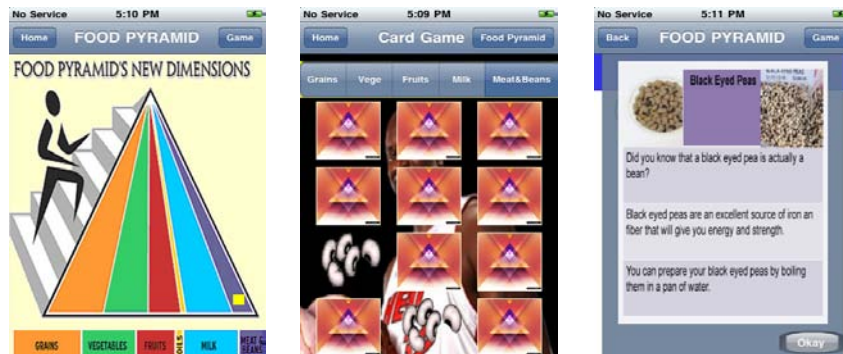 No Service 5:10 PM
Home FOOD PYRAMID Game
FOOD PYRAMID'S NEW DIMENSIONS
GRAINS VEGETABLES FRUITS OILS MILK MEAT & BEANS
No Service 5:09 PM
Home Card Game Food Pyramid
Grains Vege Fruits Milk Meat&Beans
No Service 5:11 PM
Back FOOD PYRAMID Game
Black Eyed Peas
Did you know that a black eyed pea is actually a
bean?
Black eyed peas are an excellent source of iron an
fiber that will give you energy and strength.
You can prepare your black eyed peas by boiling
them in a pan of water.
Okay